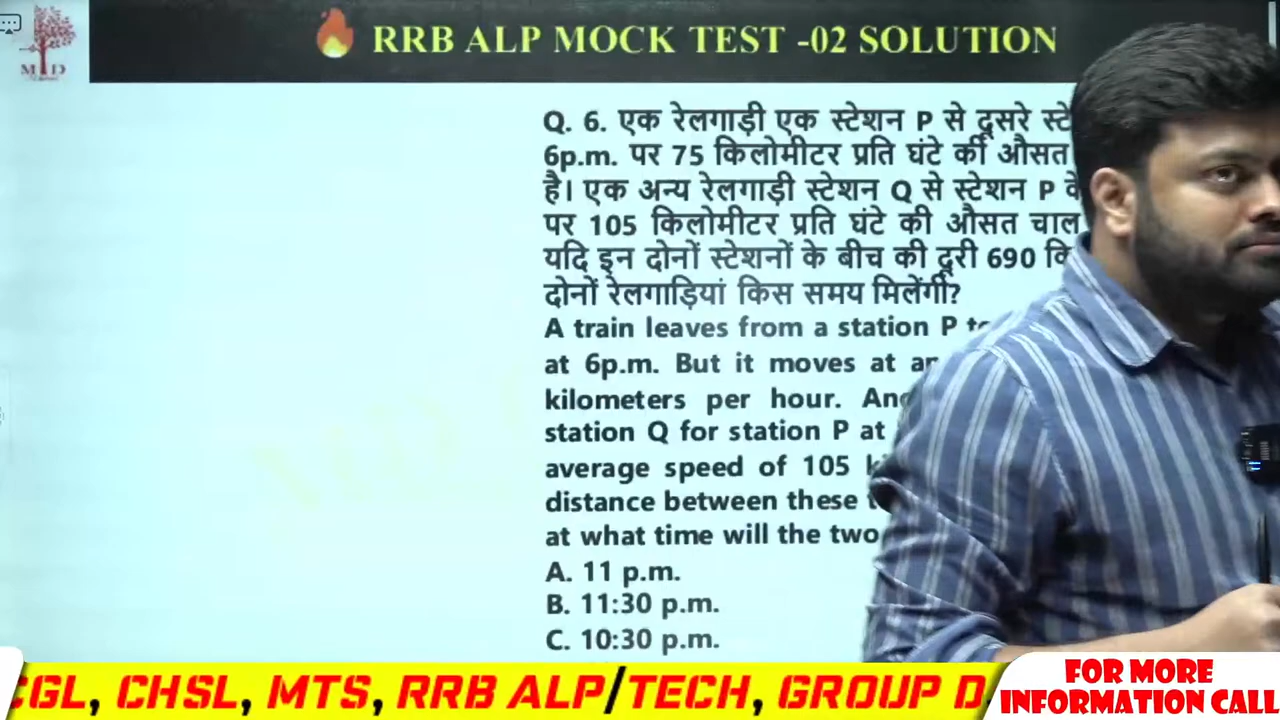 M D
RRB ALP MOCK TEST -02 SOLUTION
Q. 6. एक रेलगाड़ी एक स्टेशन P से दूसरे
6p.m. पर 75 किलोमीटर प्रति घंटे की औसत
है। एक अन्य रेलगाड़ी स्टेशन Q से स्टेशन P
पर 105 किलोमीटर प्रति घंटे की औसत चाल
यदि इन दोनों स्टेशनों के बीच की दूरी 690
दोनों रेलगाड़ियां किस समय मिलेंगी?
A train leaves from a station P
at 6p.m. But it moves at
kilometers per hour.
station Q for station P at
average speed of 105
distance between these
at what time will the two
A. 11 p.m.
B. 11:30 p.m.
C. 10:30 p.m.
CGL, CHSL, MTS, RRB ALP/TECH, GROUP D
FOR MORE
INFORMATION CALL